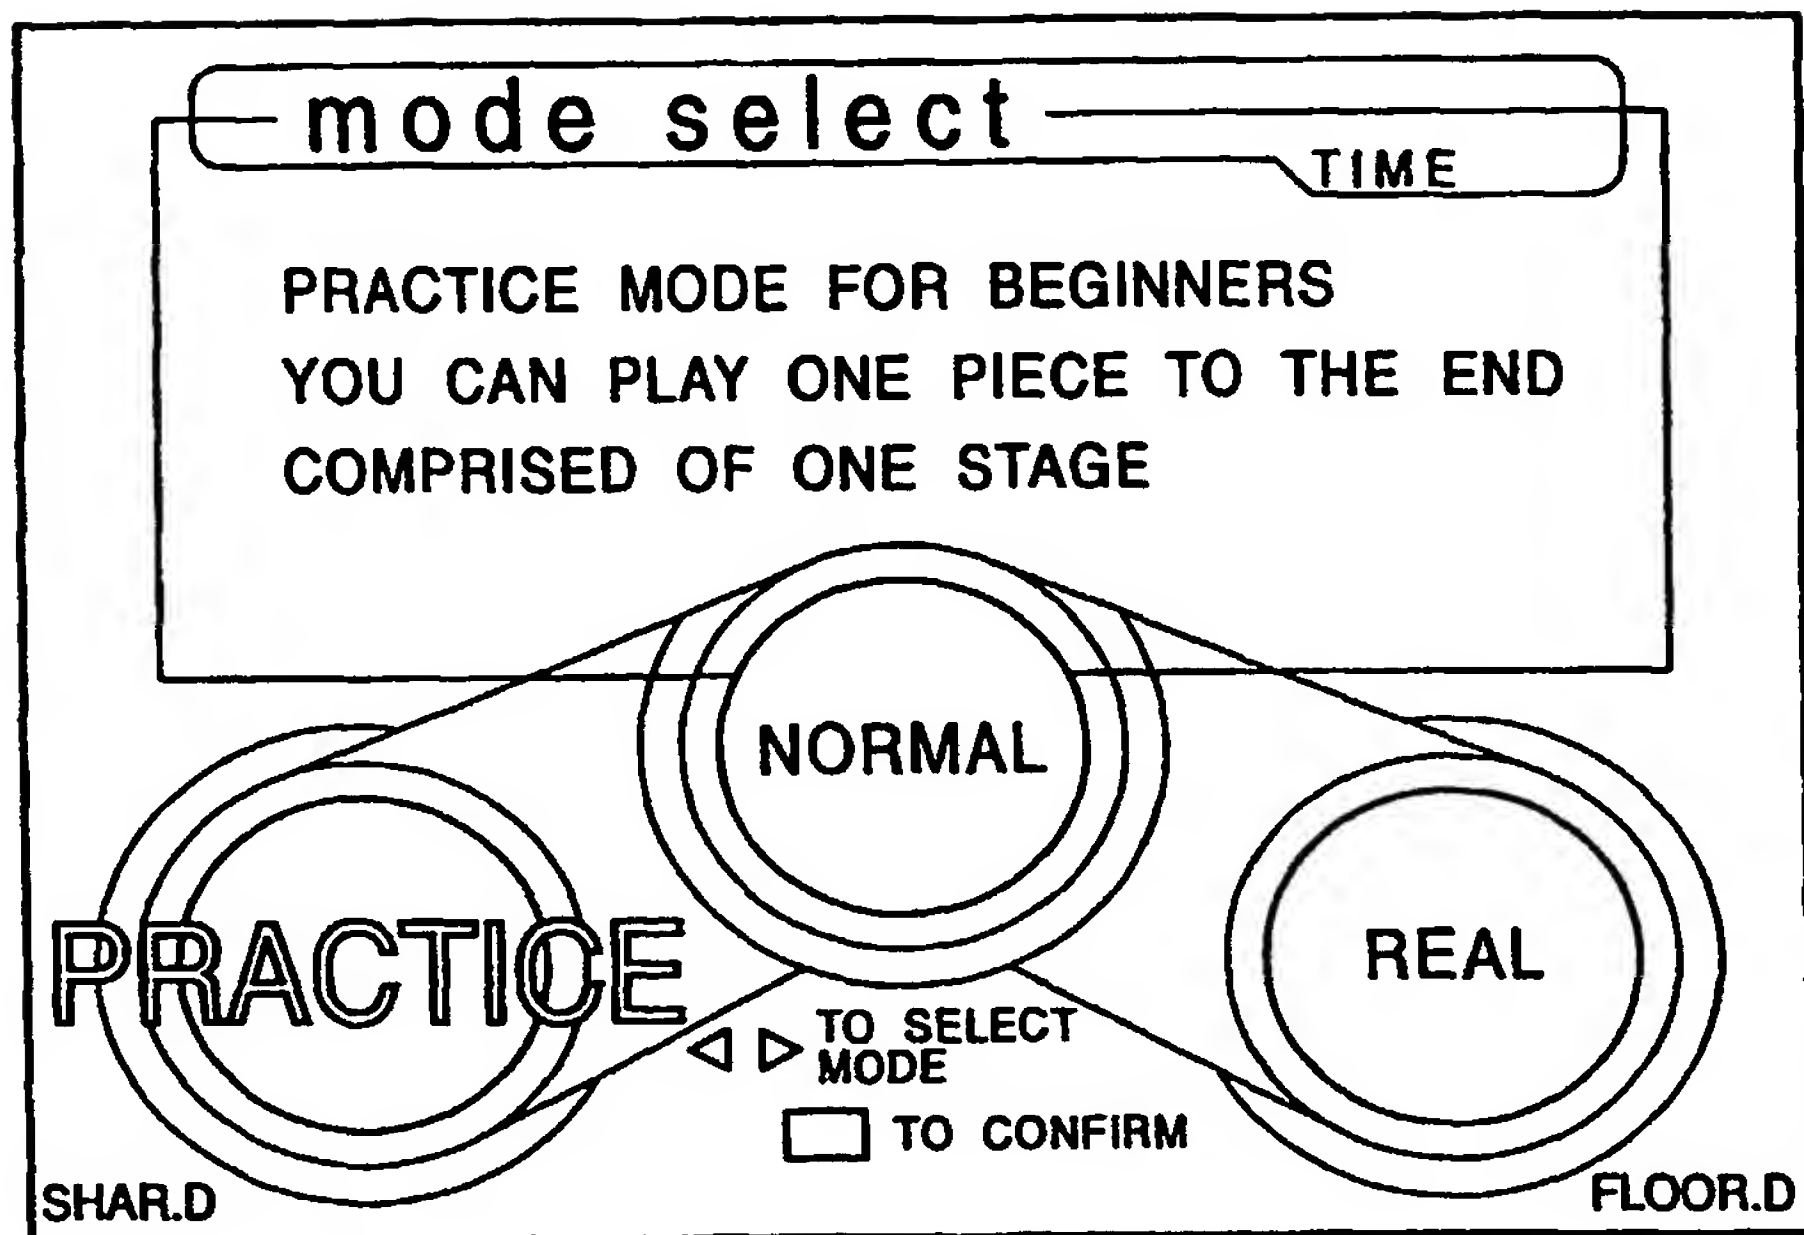 mode select
TIME
PRACTICE MODE FOR BEGINNERS
YOU CAN PLAY ONE PIECE TO THE END
COMPRISED OF ONE STAGE
NORMAL
PRACTICE
REAL
TO SELECT
MODE
TO CONFIRM
SHAR.D
FLOOR.D